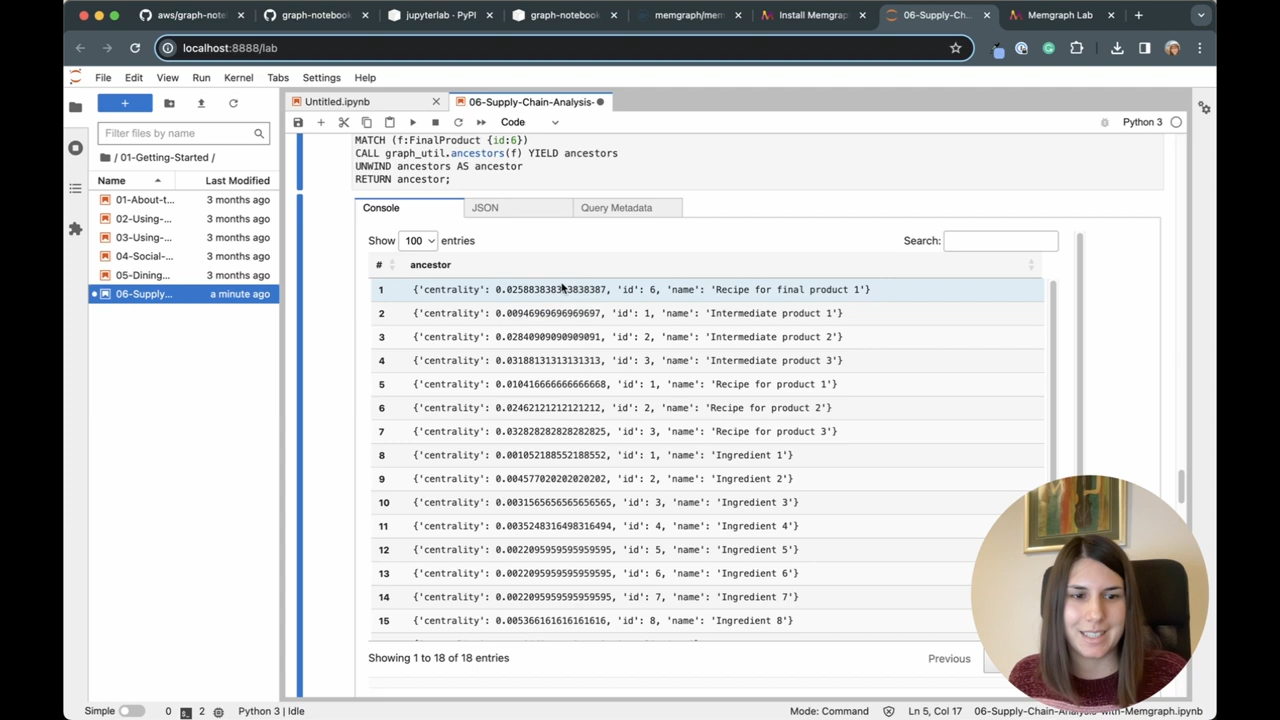 aws/graph-notel
graph-notebook
jupyterlab - PyPI
graph-notebook
memgraph/mem
Install Memgrap
06-Supply-Ch
Memgraph Lab
localhost:8888/lab
File Edit View Run Kernel Tabs Settings Help
Untitled.ipynb
06-Supply-Chain-Analysis-
Filter files by name
Code
Python 3
/ 01-Getting-Started /
Name Last Modified
01-About-t... 3 months ago
02-Using-... 3 months ago
03-Using-... 3 months ago
04-Social-... 3 months ago
05-Dining... 3 months ago
06-Supply... a minute ago
MATCH (f:FinalProduct {id:6})
CALL graph_util.ancestors(f) YIELD ancestors
UNWIND ancestors AS ancestor
RETURN ancestor;
Console JSON Query Metadata
Show 100 entries Search:
# ancestor
1 {'centrality': 0.02588383838383838387, 'id': 6, 'name': 'Recipe for final product 1'}
2 {'centrality': 0.00946969696969697, 'id': 1, 'name': 'Intermediate product 1'}
3 {'centrality': 0.02840909090909091, 'id': 2, 'name': 'Intermediate product 2'}
4 {'centrality': 0.03188131313131313, 'id': 3, 'name': 'Intermediate product 3'}
5 {'centrality': 0.010416666666666668, 'id': 1, 'name': 'Recipe for product 1'}
6 {'centrality': 0.02462121212121212, 'id': 2, 'name': 'Recipe for product 2'}
7 {'centrality': 0.032828282828282825, 'id': 3, 'name': 'Recipe for product 3'}
8 {'centrality': 0.001052188552188552, 'id': 1, 'name': 'Ingredient 1'}
9 {'centrality': 0.004577020202020202, 'id': 2, 'name': 'Ingredient 2'}
10 {'centrality': 0.0031565656565656565, 'id': 3, 'name': 'Ingredient 3'}
11 {'centrality': 0.0035248316498316494, 'id': 4, 'name': 'Ingredient 4'}
12 {'centrality': 0.0022095959595959595, 'id': 5, 'name': 'Ingredient 5'}
13 {'centrality': 0.0022095959595959595, 'id': 6, 'name': 'Ingredient 6'}
14 {'centrality': 0.0022095959595959595, 'id': 7, 'name': 'Ingredient 7'}
15 {'centrality': 0.005366161616161616, 'id': 8, 'name': 'Ingredient 8'}
Showing 1 to 18 of 18 entries Previous
Simple 0 2 Python 3 | Idle Mode: Command Ln 5, Col 17 06-Supply-Chain-Analysis-with-Memgraph.ipynb